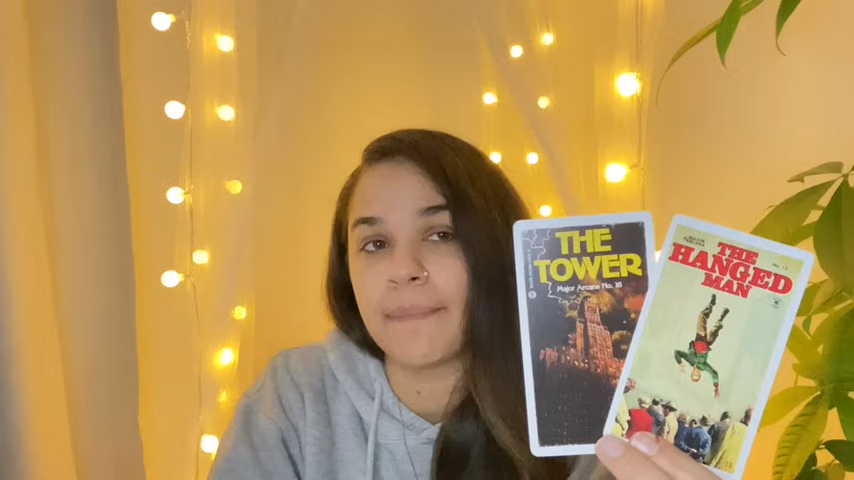 THE
TOWER
Major Arcana No. 16
THE
HANGED
MAN